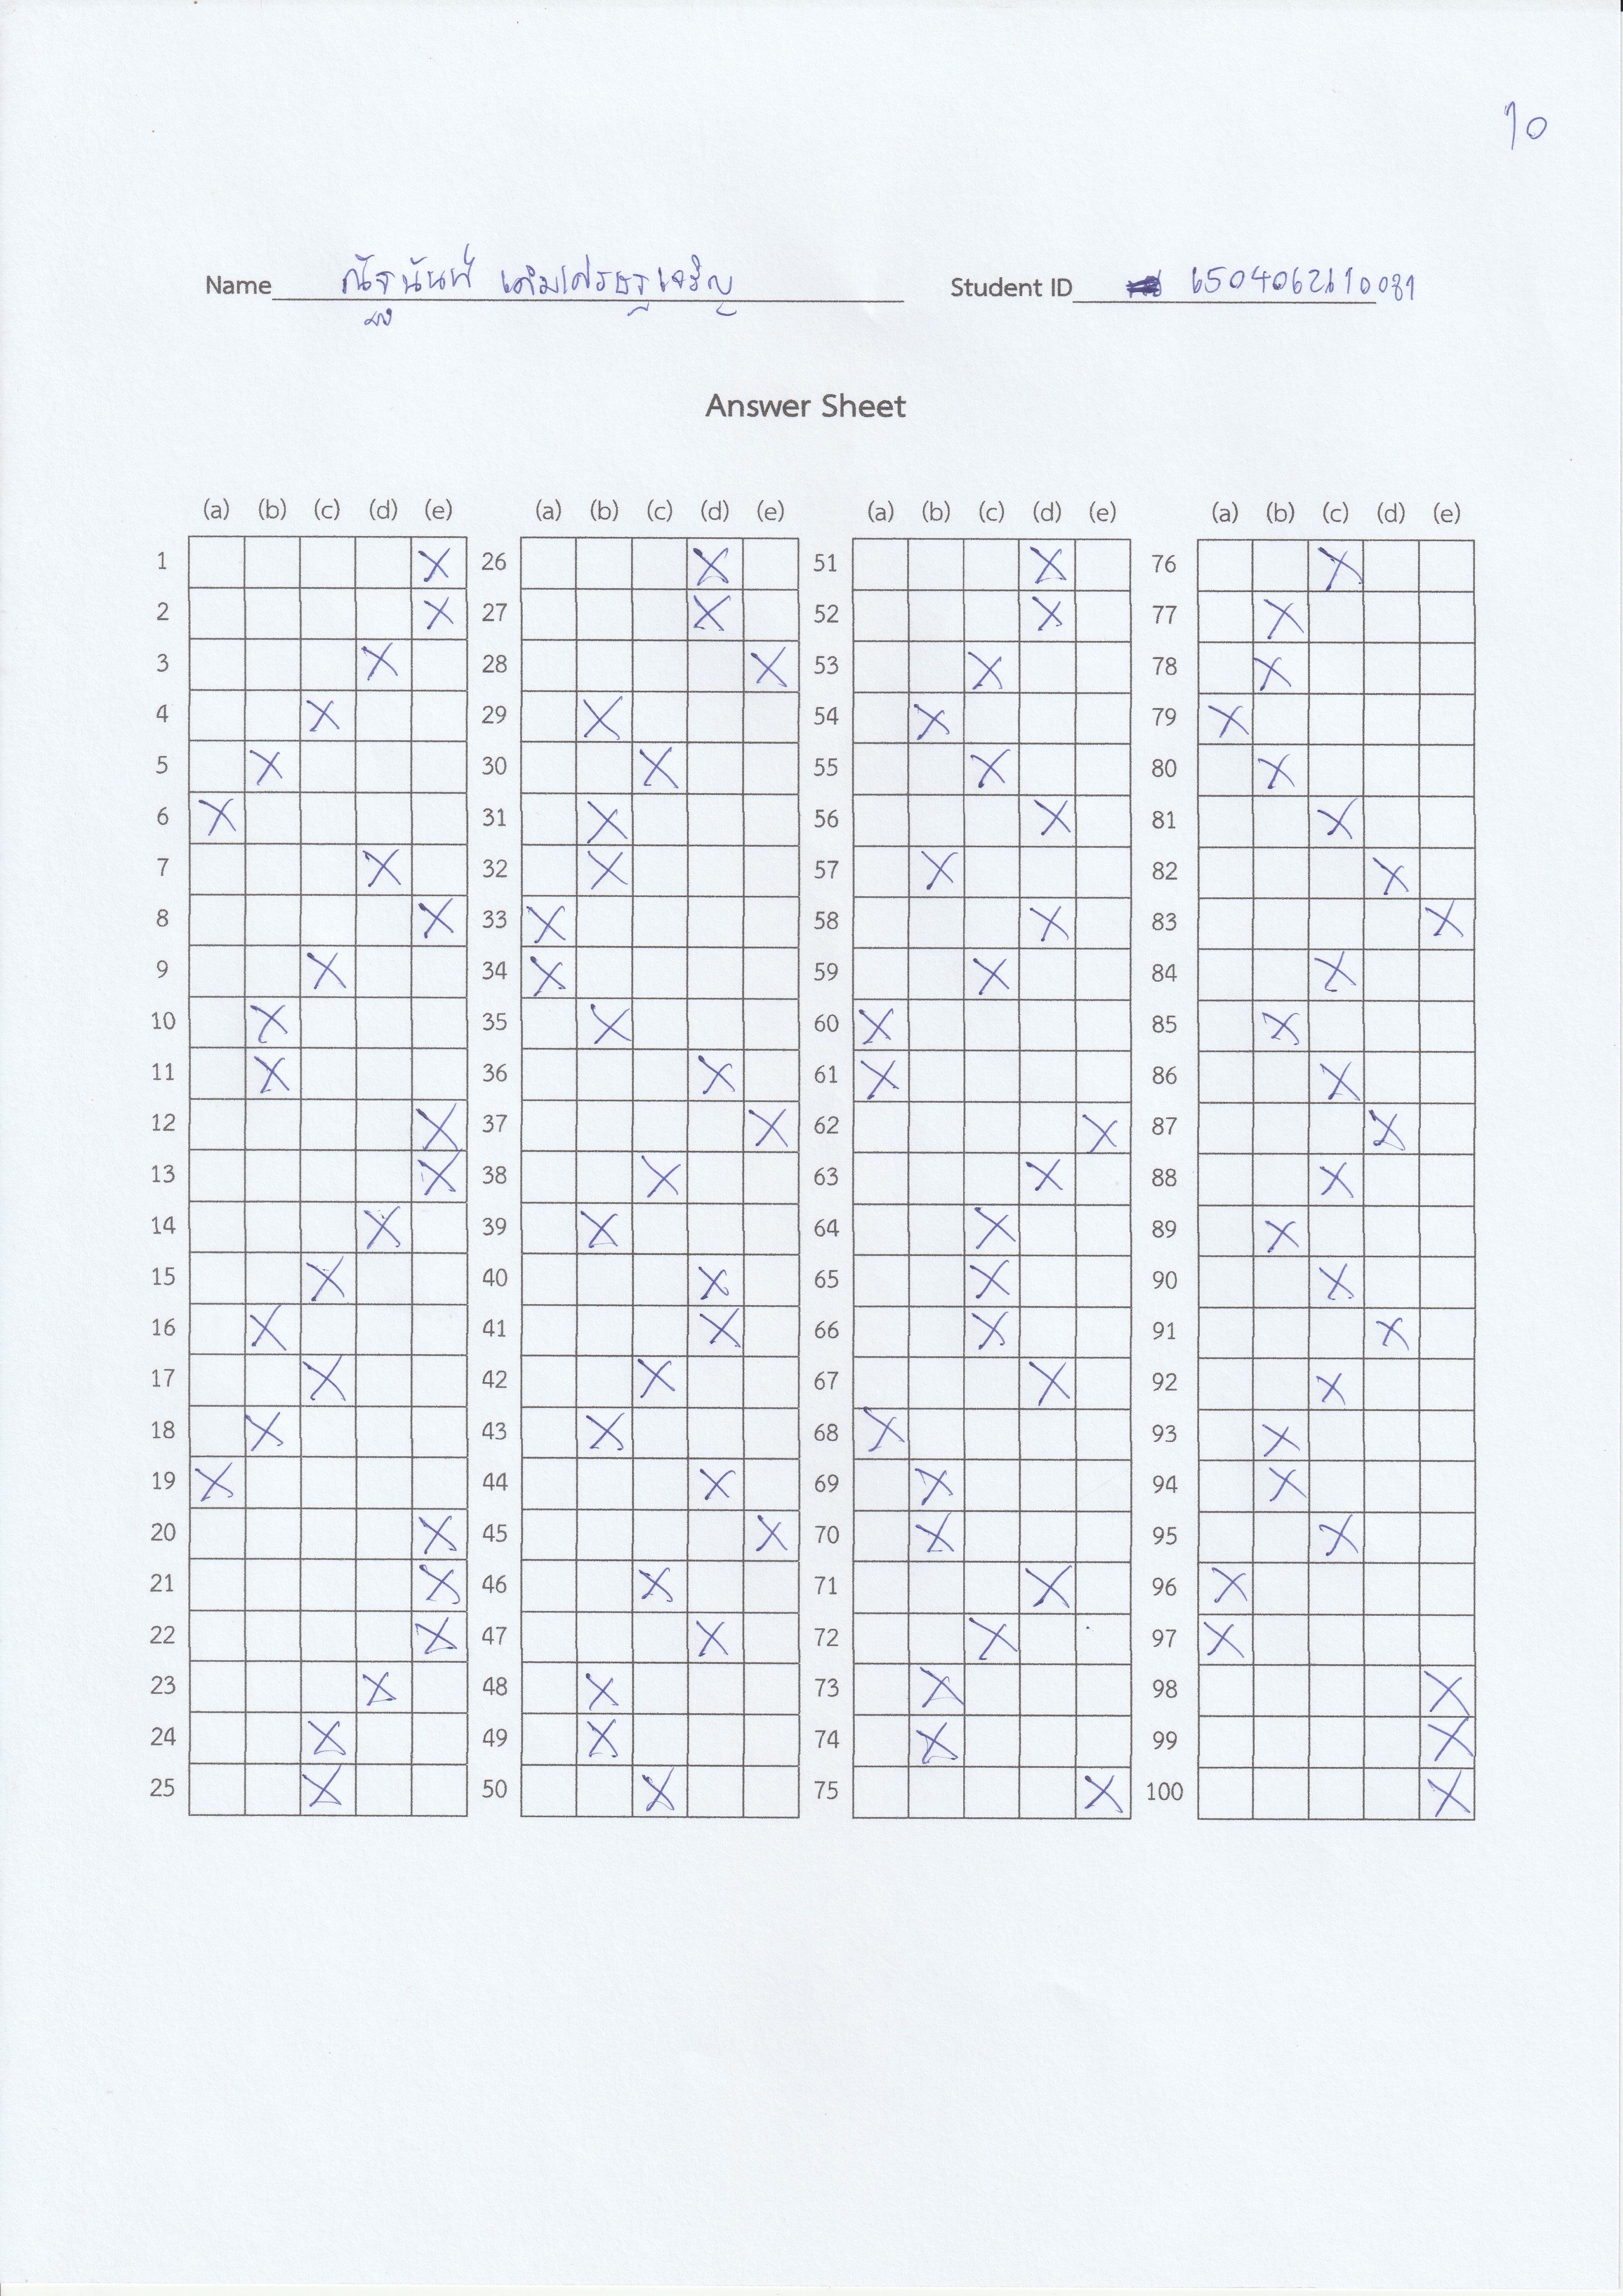 10
Name ณัฐนันท์ เฉลิมเศรษฐเจริญ Student ID 6504062610081
Answer Sheet
(a) (b) (c) (d) (e) (a) (b) (c) (d) (e) (a) (b) (c) (d) (e) (a) (b) (c) (d) (e)
1 26 51 76
2 27 52 77
3 28 53 78
4 29 54 79
5 30 55 80
6 31 56 81
7 32 57 82
8 33 58 83
9 34 59 84
10 35 60 85
11 36 61 86
12 37 62 87
13 38 63 88
14 39 64 89
15 40 65 90
16 41 66 91
17 42 67 92
18 43 68 93
19 44 69 94
20 45 70 95
21 46 71 96
22 47 72 97
23 48 73 98
24 49 74 99
25 50 75 100